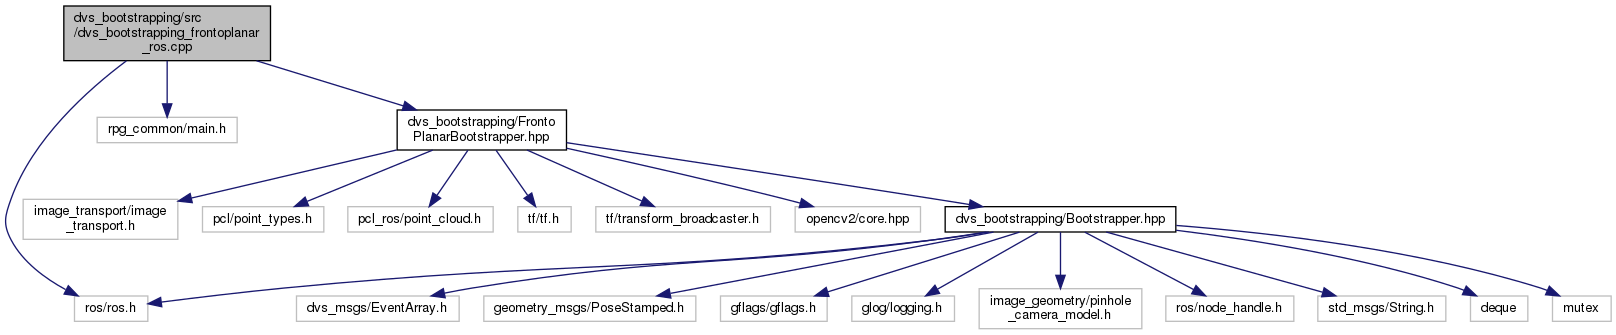 dvs_bootstrapping/src
/dvs_bootstrapping_frontoplanar
_ros.cpp
rpg_common/main.h
dvs_bootstrapping/Fronto
PlanarBootstrapper.hpp
image_transport/image
_transport.h
pcl/point_types.h
pcl_ros/point_cloud.h
tf/tf.h
tf/transform_broadcaster.h
opencv2/core.hpp
dvs_bootstrapping/Bootstrapper.hpp
ros/ros.h
dvs_msgs/EventArray.h
geometry_msgs/PoseStamped.h
gflags/gflags.h
glog/logging.h
image_geometry/pinhole
_camera_model.h
ros/node_handle.h
std_msgs/String.h
deque
mutex